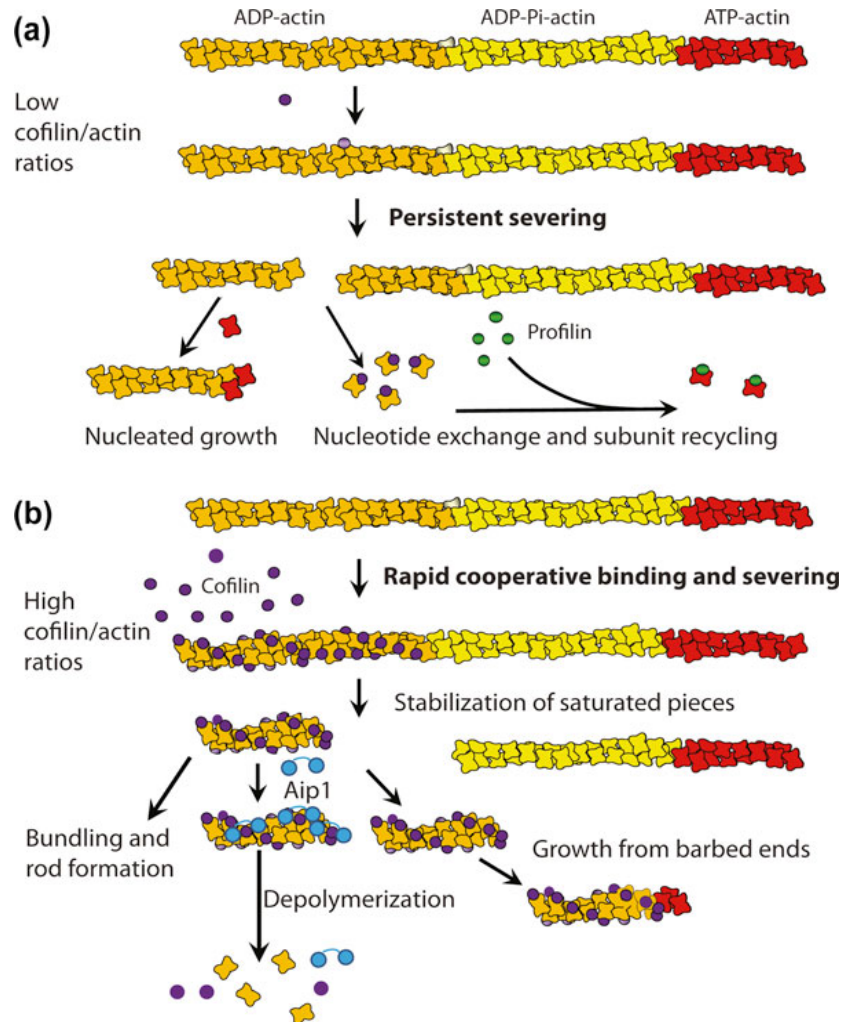 (a)
ADP-actin
ADP-Pi-actin
ATP-actin
Low
cofilin/actin
ratios
Persistent severing
Profilin
Nucleated growth
Nucleotide exchange and subunit recycling
(b)
High
cofilin/actin
ratios
Cofilin
Rapid cooperative binding and severing
Stabilization of saturated pieces
Aip1
Bundling and
rod formation
Growth from barbed ends
Depolymerization